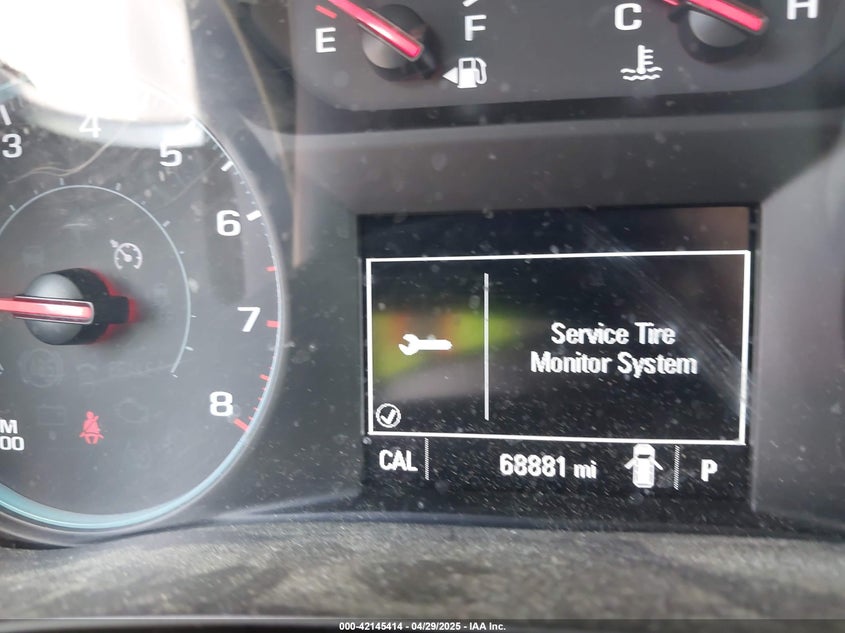 E
F
C
H
3
4
5
6
7
8
Service Tire
Monitor System
CAL
68881 mi
P
000-42145414 - 04/29/2025 - IAA Inc.